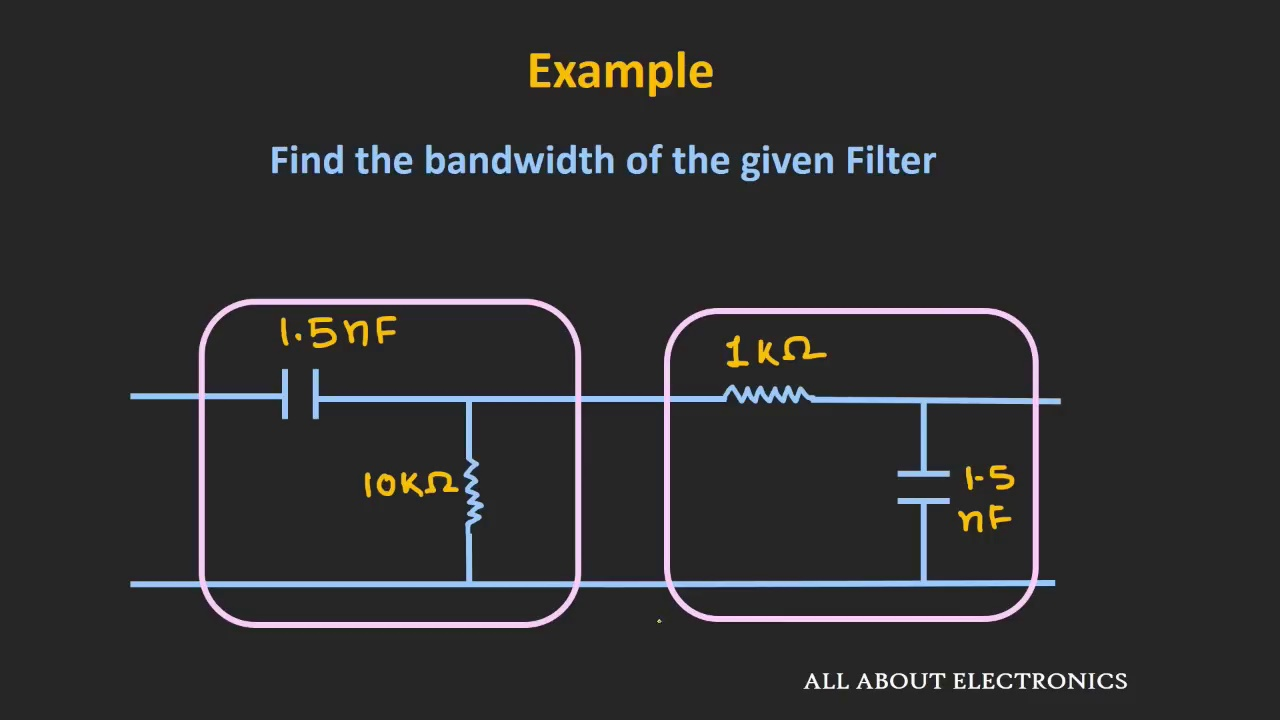 Example
Find the bandwidth of the given Filter
1.5nF
1KΩ
10KΩ
1.5
nF
ALL ABOUT ELECTRONICS